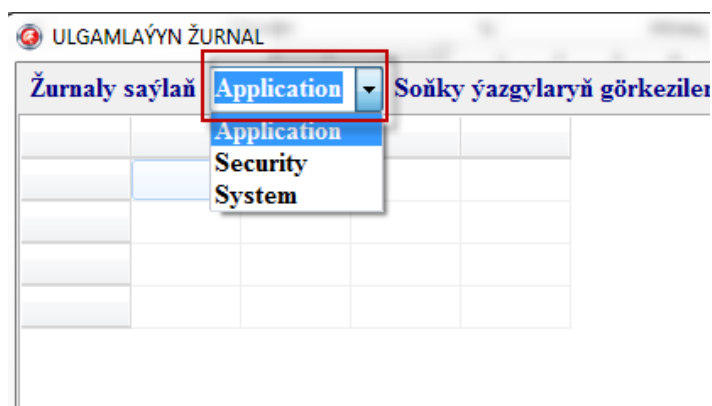 ULGAMLAÝYN ŽURNAL
Žurnaly saýlaň Application Soňky ýazgylaryň görkeziler
Application
Security
System